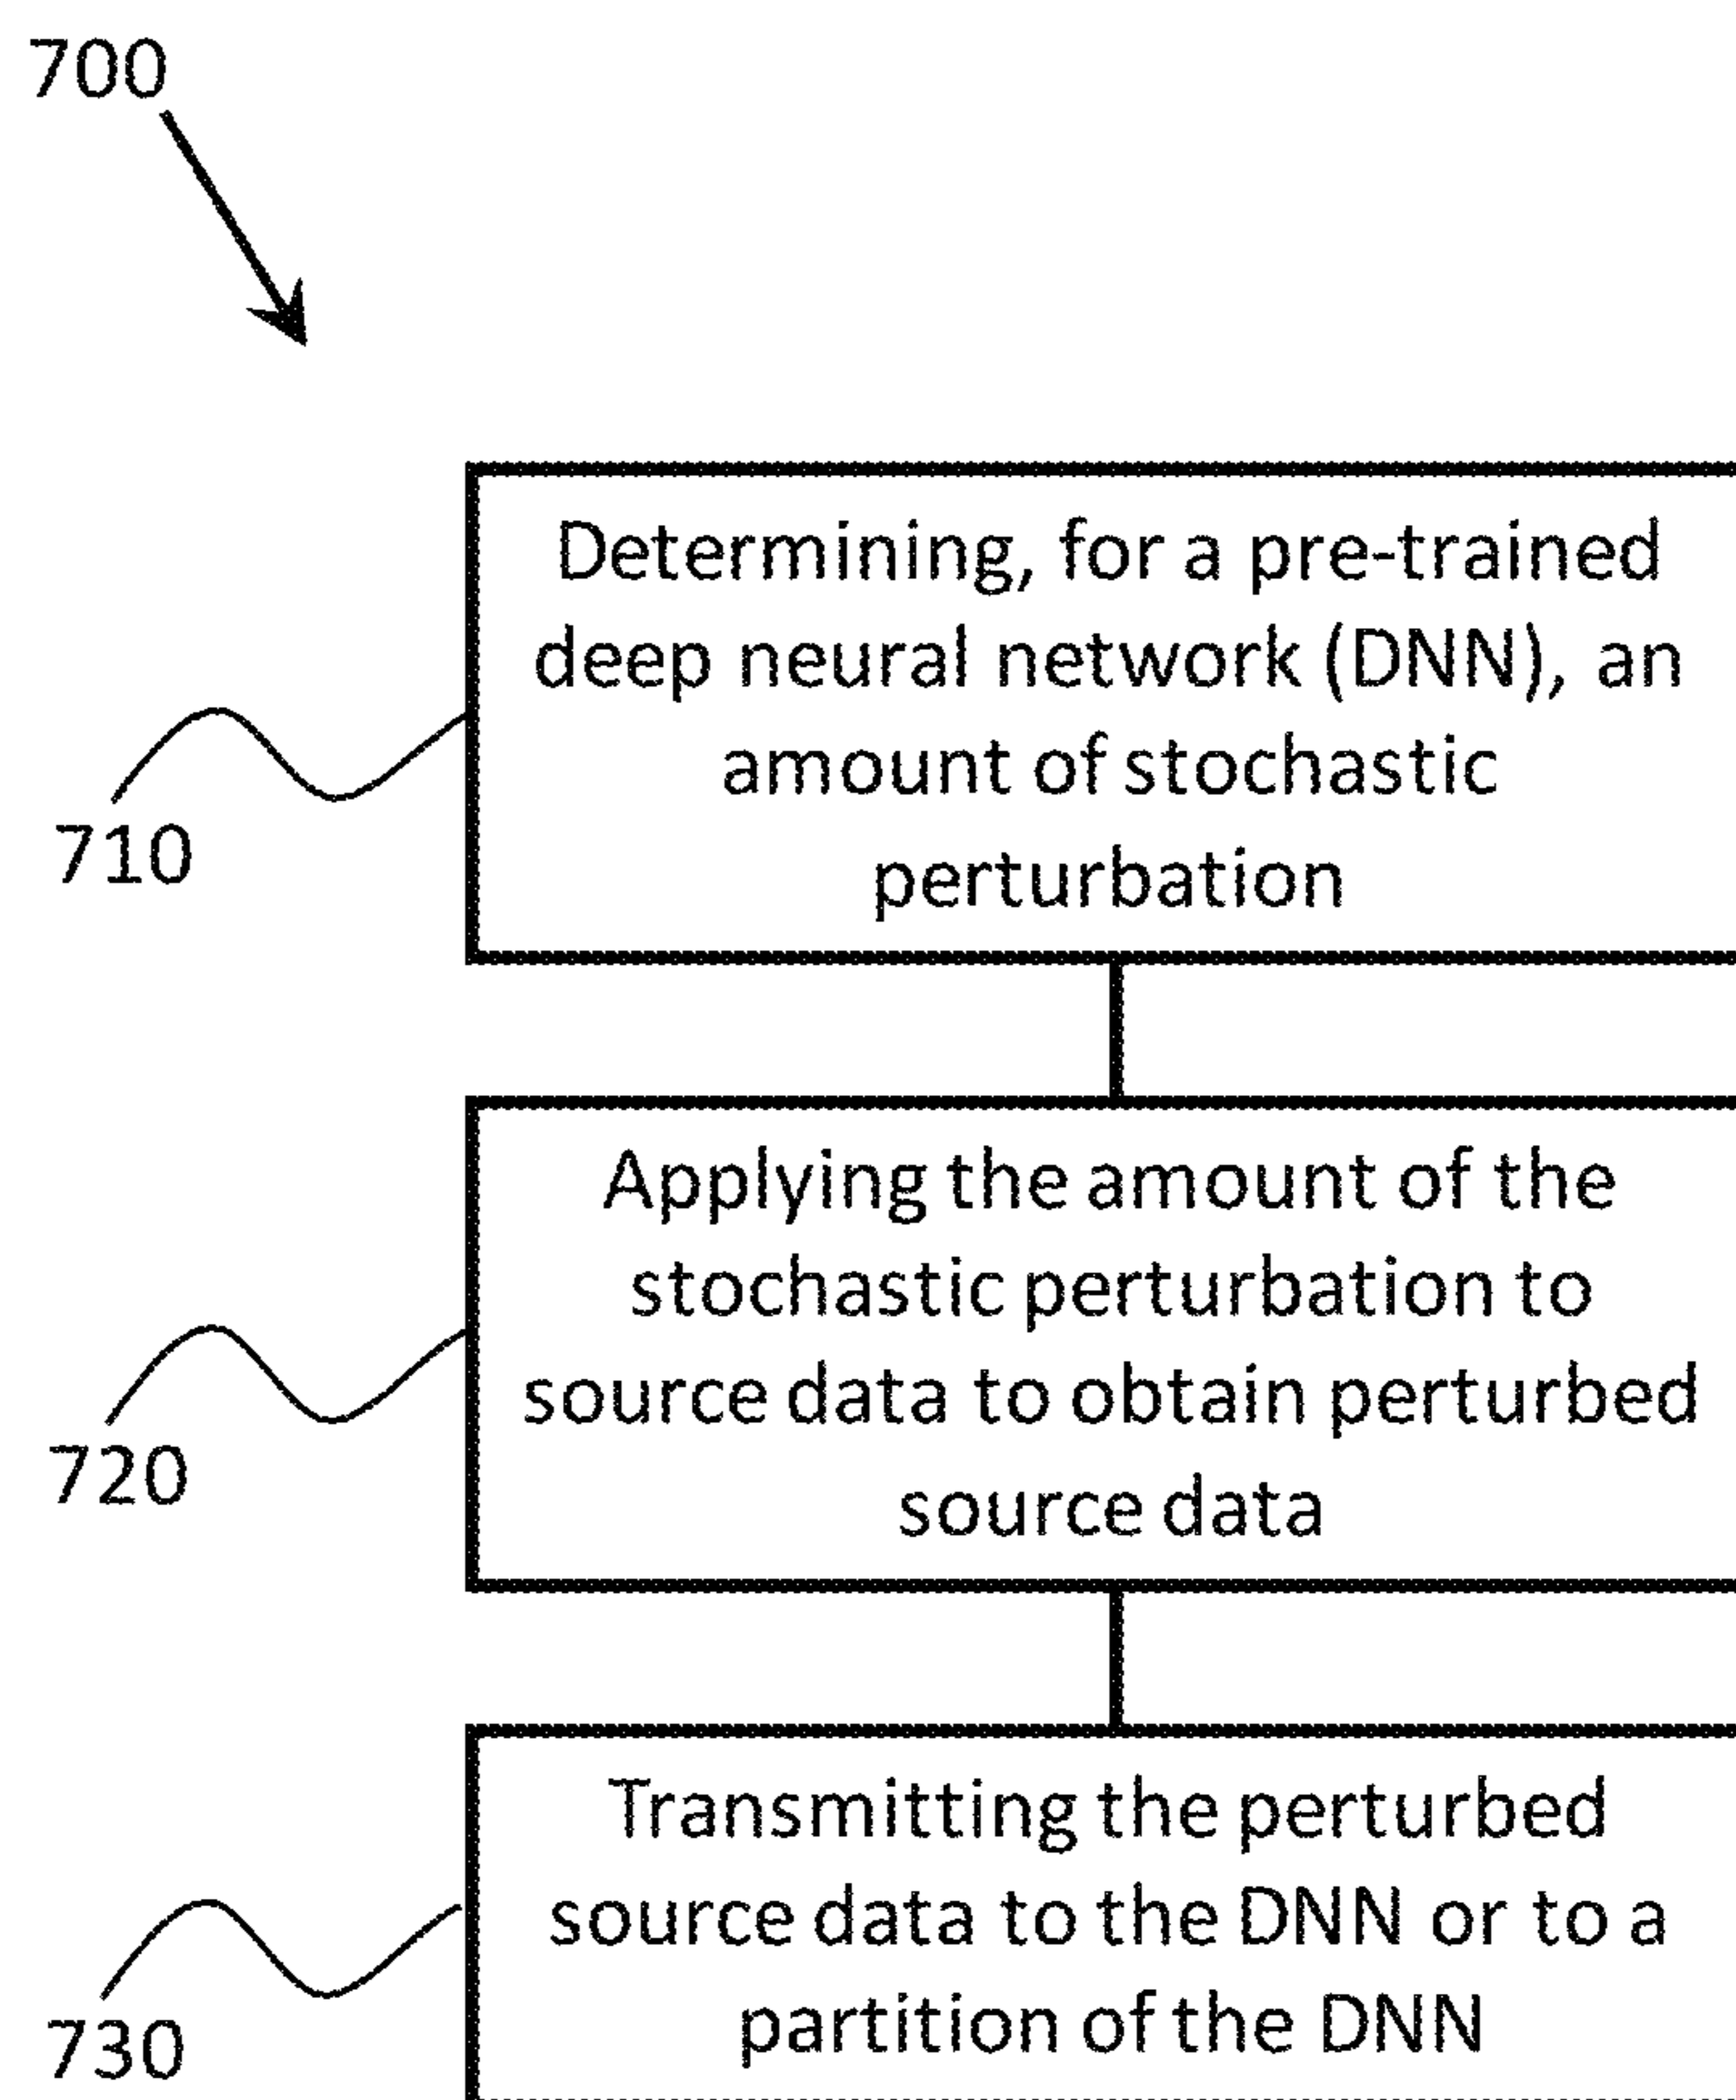 700
Determining, for a pre-trained
deep neural network (DNN), an
amount of stochastic
perturbation
710
Applying the amount of the
stochastic perturbation to
source data to obtain perturbed
source data
720
Transmitting the perturbed
source data to the DNN or to a
partition of the DNN
730